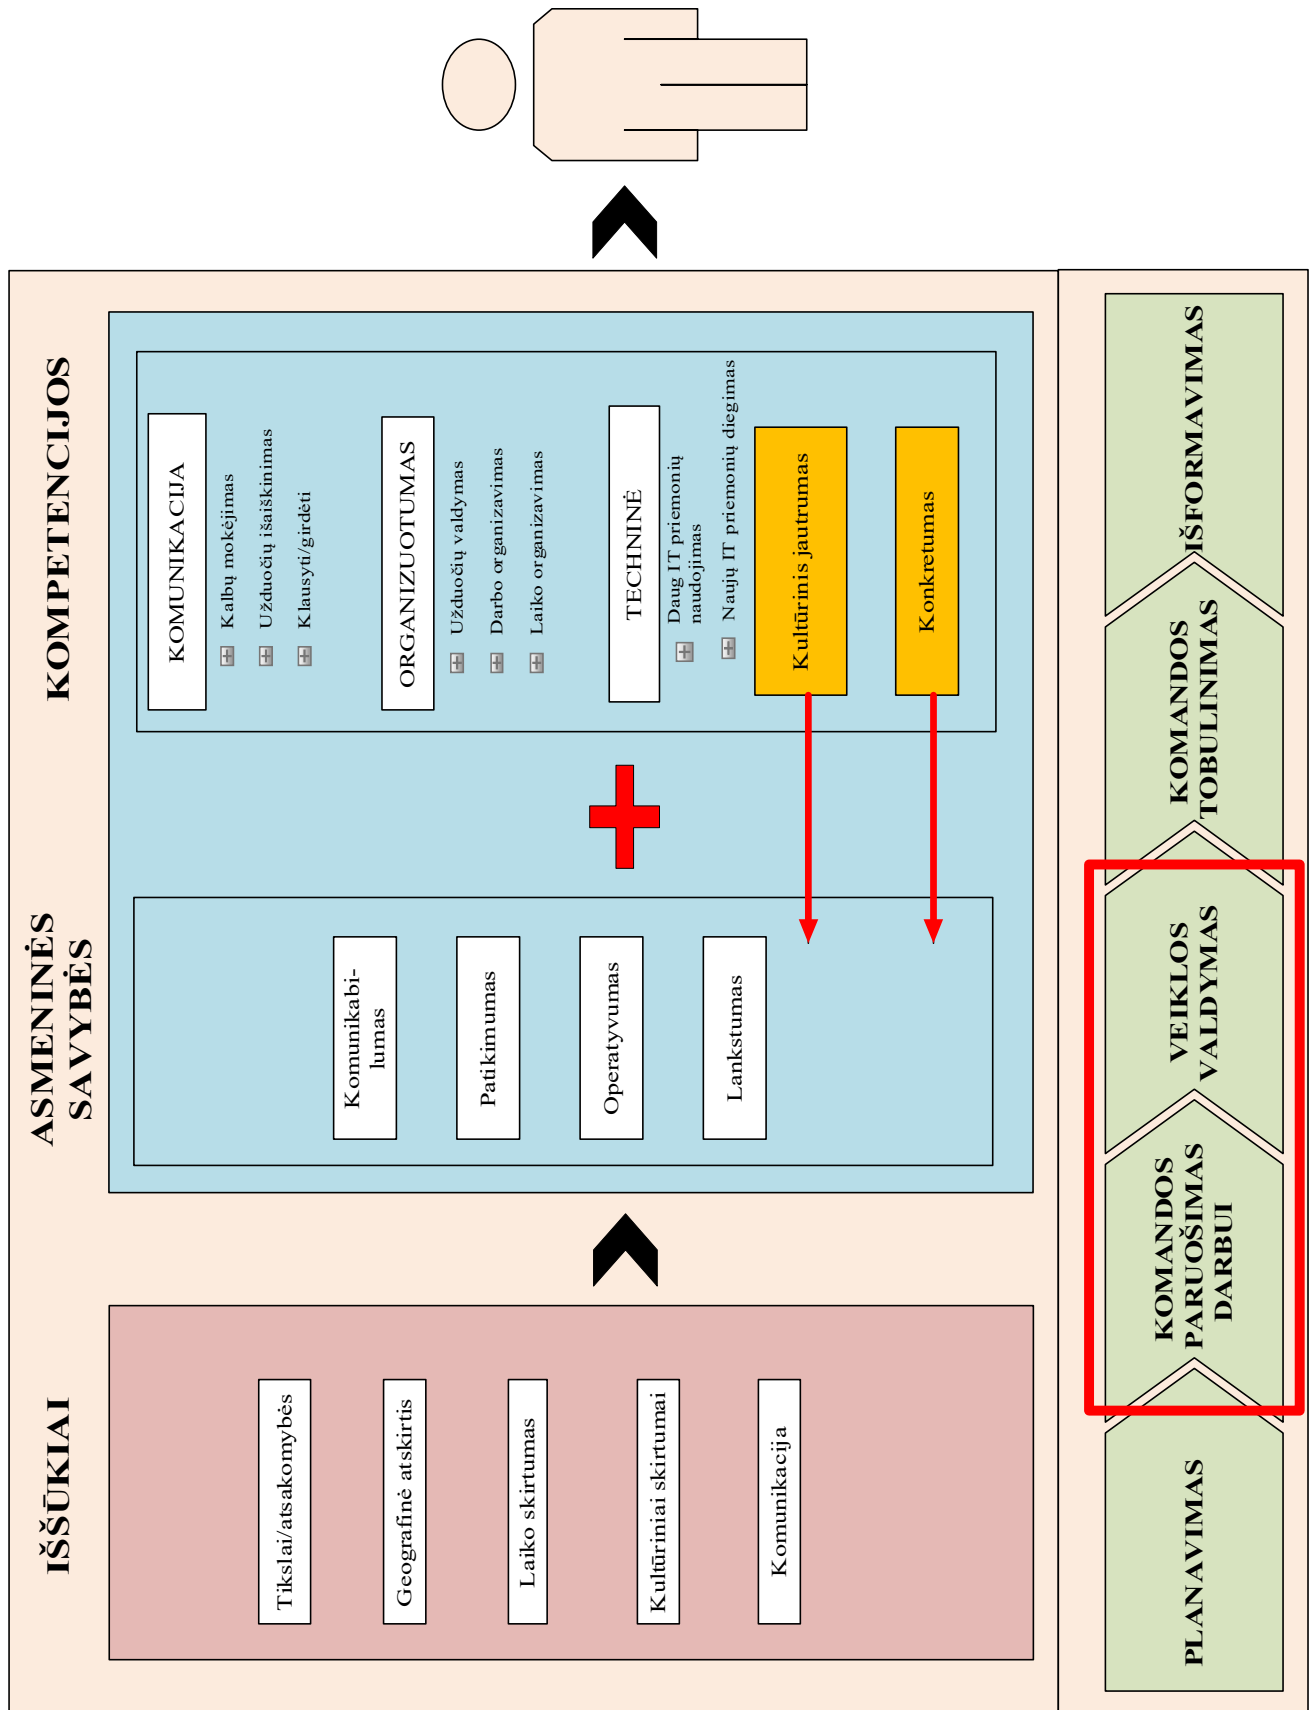 IŠŠŪKIAI
Tikslai/atsakomybės
Geografinė atskirtis
Laiko skirtumas
Kultūriniai skirtumai
Komunikacija
ASMENINĖS
SAVYBĖS
Komunikabi-
lumas
Patikimumas
Operatyvumas
Lankstumas
KOMPETENCIJOS
KOMUNIKACIJA
Kalbų mokėjimas
Užduočių išaiškinimas
Klausyti/girdėti
ORGANIZUOTUMAS
Užduočių valdymas
Darbo organizavimas
Laiko organizavimas
TECHNINĖ
Daug IT priemonių
naudojimas
Naujų IT priemonių diegimas
Kultūrinis jautrumas
Konkretumas
PLANAVIMAS
KOMANDOS
PARUOŠIMAS
DARBUI
VEIKLOS
VALDYMAS
KOMANDOS
TOBULINIMAS
IŠFORMAVIMAS